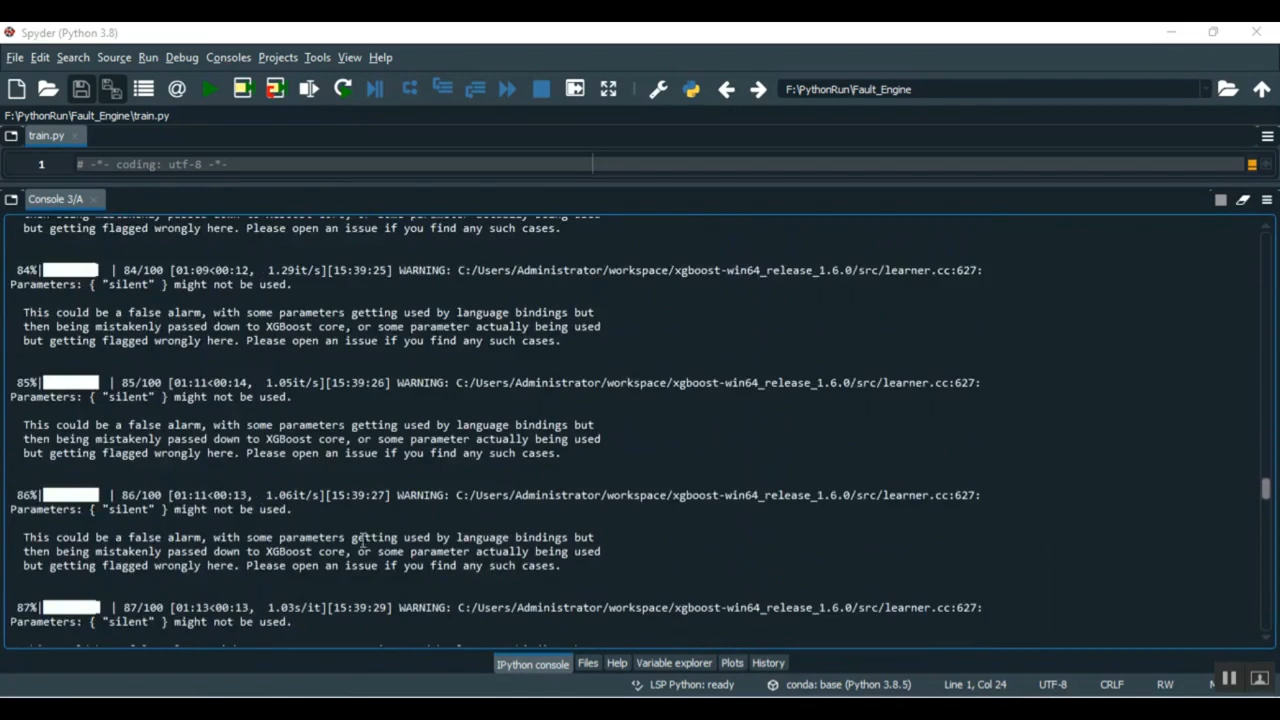 Spyder (Python 3.8)
File Edit Search Source Run Debug Consoles Projects Tools View Help
F:\PythonRun\Fault_Engine
F:\PythonRun\Fault_Engine\train.py
train.py
1 # -*- coding: utf-8 -*-
Console 3/A
then being mistakenly passed down to XGBoost core, or some parameter actually being used
but getting flagged wrongly here. Please open an issue if you find any such cases.
84%| | 84/100 [01:09<00:12, 1.29it/s][15:39:25] WARNING: C:/Users/Administrator/workspace/xgboost-win64_release_1.6.0/src/learner.cc:627:
Parameters: { "silent" } might not be used.
This could be a false alarm, with some parameters getting used by language bindings but
then being mistakenly passed down to XGBoost core, or some parameter actually being used
but getting flagged wrongly here. Please open an issue if you find any such cases.
85%| | 85/100 [01:11<00:14, 1.05it/s][15:39:26] WARNING: C:/Users/Administrator/workspace/xgboost-win64_release_1.6.0/src/learner.cc:627:
Parameters: { "silent" } might not be used.
This could be a false alarm, with some parameters getting used by language bindings but
then being mistakenly passed down to XGBoost core, or some parameter actually being used
but getting flagged wrongly here. Please open an issue if you find any such cases.
86%| | 86/100 [01:11<00:13, 1.06it/s][15:39:27] WARNING: C:/Users/Administrator/workspace/xgboost-win64_release_1.6.0/src/learner.cc:627:
Parameters: { "silent" } might not be used.
This could be a false alarm, with some parameters getting used by language bindings but
then being mistakenly passed down to XGBoost core, or some parameter actually being used
but getting flagged wrongly here. Please open an issue if you find any such cases.
87%| | 87/100 [01:13<00:13, 1.03s/it][15:39:29] WARNING: C:/Users/Administrator/workspace/xgboost-win64_release_1.6.0/src/learner.cc:627:
Parameters: { "silent" } might not be used.
IPython console Files Help Variable explorer Plots History
LSP Python: ready conda: base (Python 3.8.5) Line 1, Col 24 UTF-8 CRLF RW